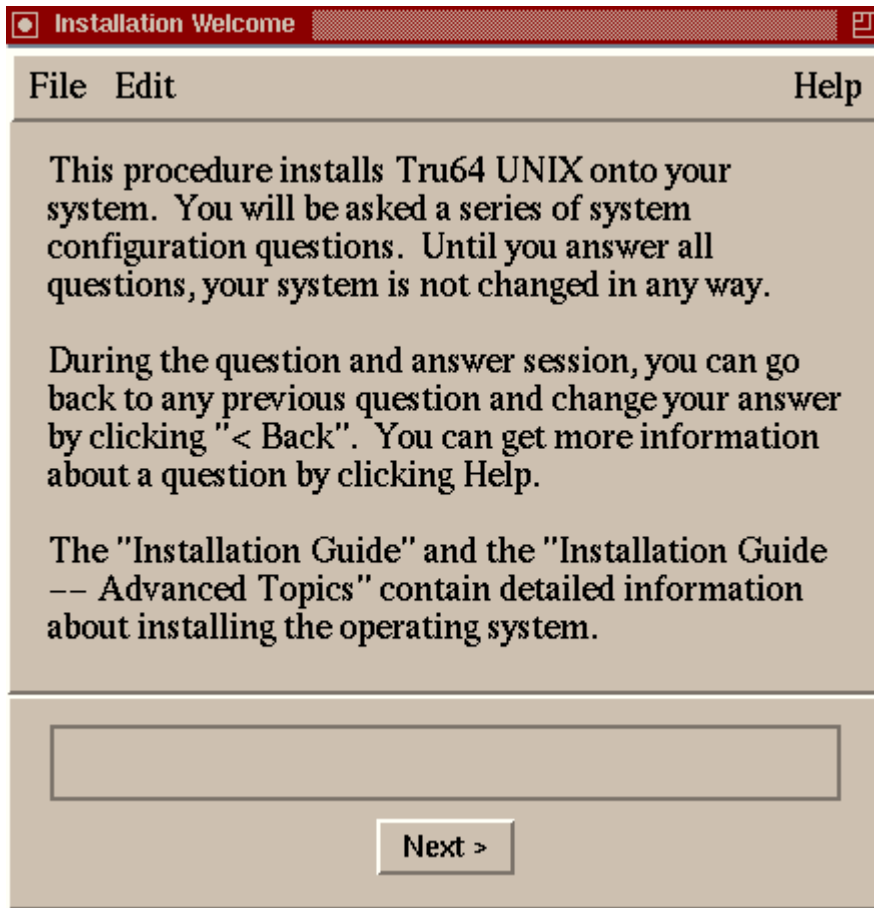 Installation Welcome
File Edit Help
This procedure installs Tru64 UNIX onto your
system. You will be asked a series of system
configuration questions. Until you answer all
questions, your system is not changed in any way.
During the question and answer session, you can go
back to any previous question and change your answer
by clicking "< Back". You can get more information
about a question by clicking Help.
The "Installation Guide" and the "Installation Guide
-- Advanced Topics" contain detailed information
about installing the operating system.
Next >